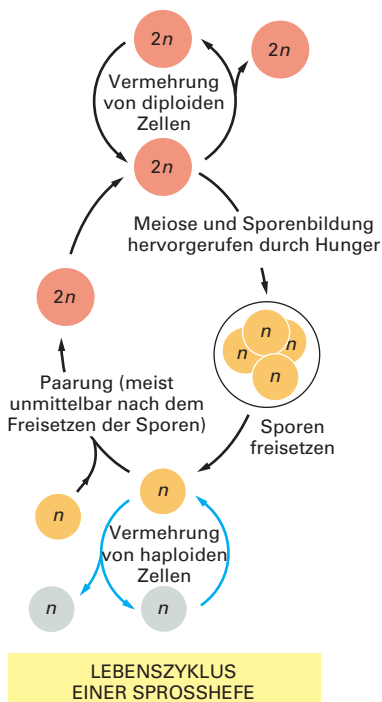 2n
2n
Vermehrung
von diploiden
Zellen
2n
Meiose und Sporenbildung
hervorgerufen durch Hunger
2n
n
n
n
n
Paarung (meist
unmittelbar nach dem
Freisetzen der Sporen)
Sporen
freisetzen
n
n
Vermehrung
von haploiden
Zellen
n
n
LEBENSZYKLUS
EINER SPROSSHEFE